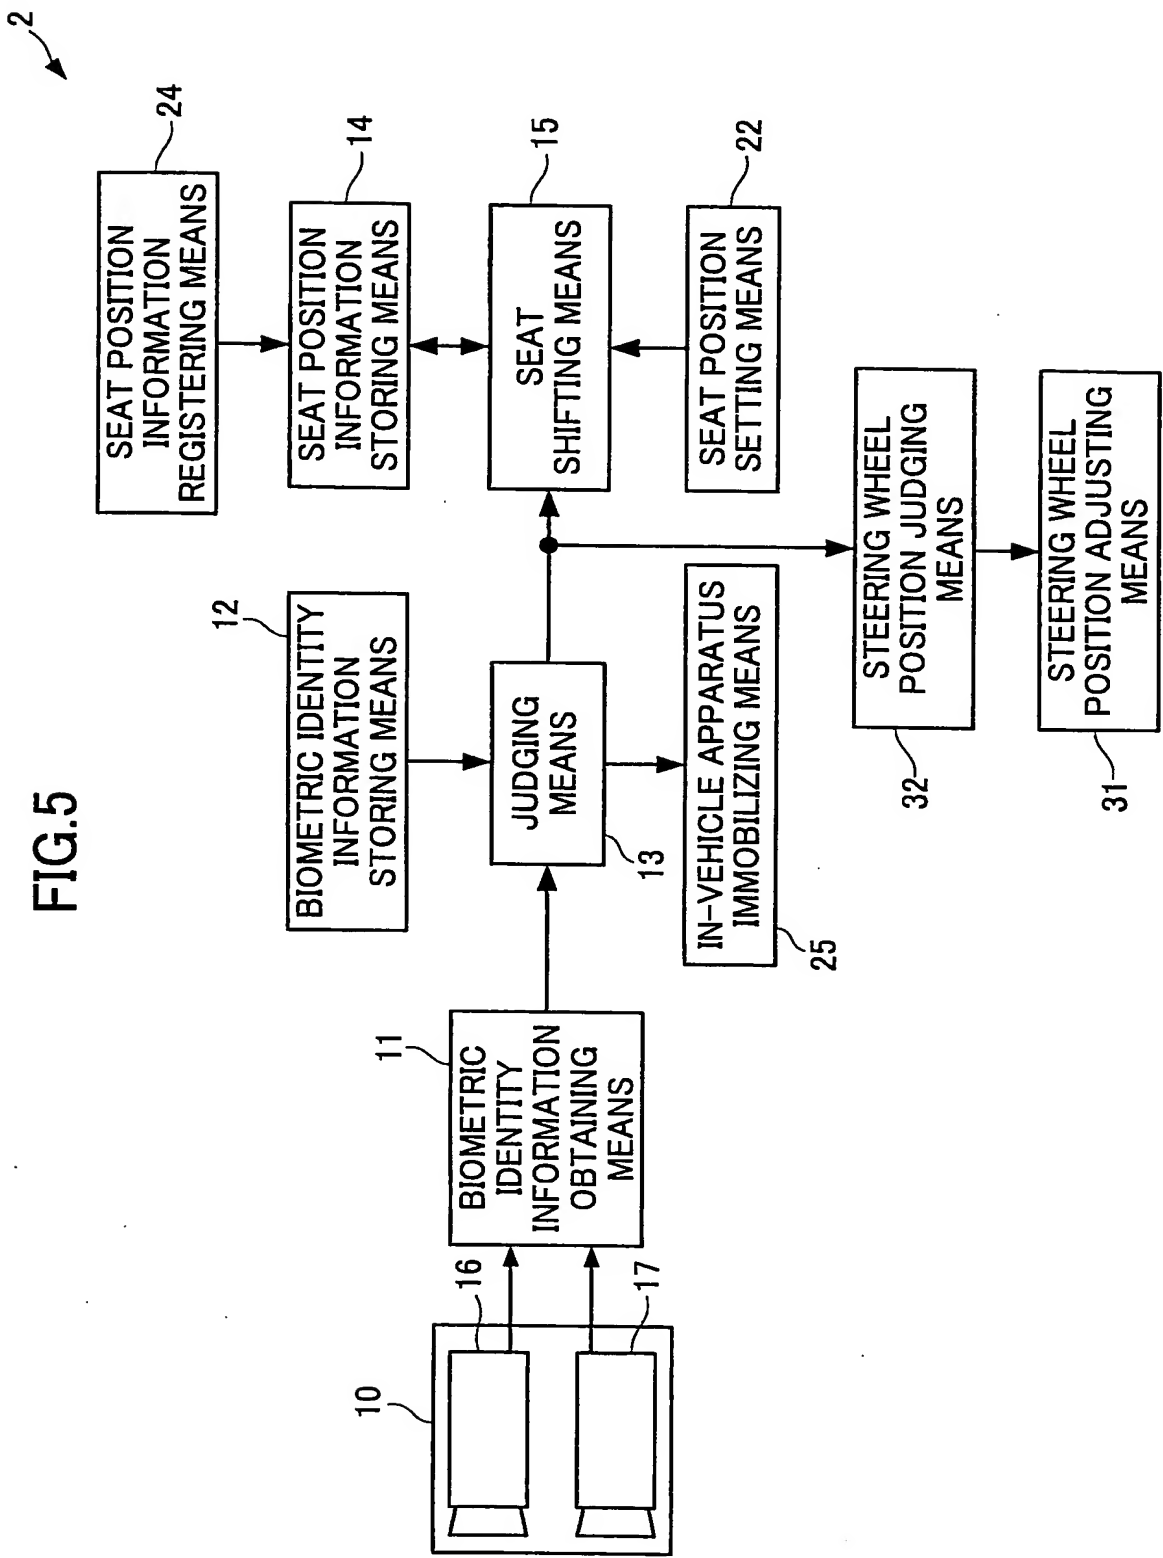 FIG.5
2
10
16
17
11
BIOMETRIC
IDENTITY
INFORMATION
OBTAINING
MEANS
12
BIOMETRIC IDENTITY
INFORMATION
STORING MEANS
JUDGING
MEANS
13
IN-VEHICLE APPARATUS
IMMOBILIZING MEANS
25
24
SEAT POSITION
INFORMATION
REGISTERING MEANS
14
SEAT POSITION
INFORMATION
STORING MEANS
15
SEAT
SHIFTING MEANS
22
SEAT POSITION
SETTING MEANS
STEERING WHEEL
POSITION JUDGING
MEANS
32
STEERING WHEEL
POSITION ADJUSTING
MEANS
31